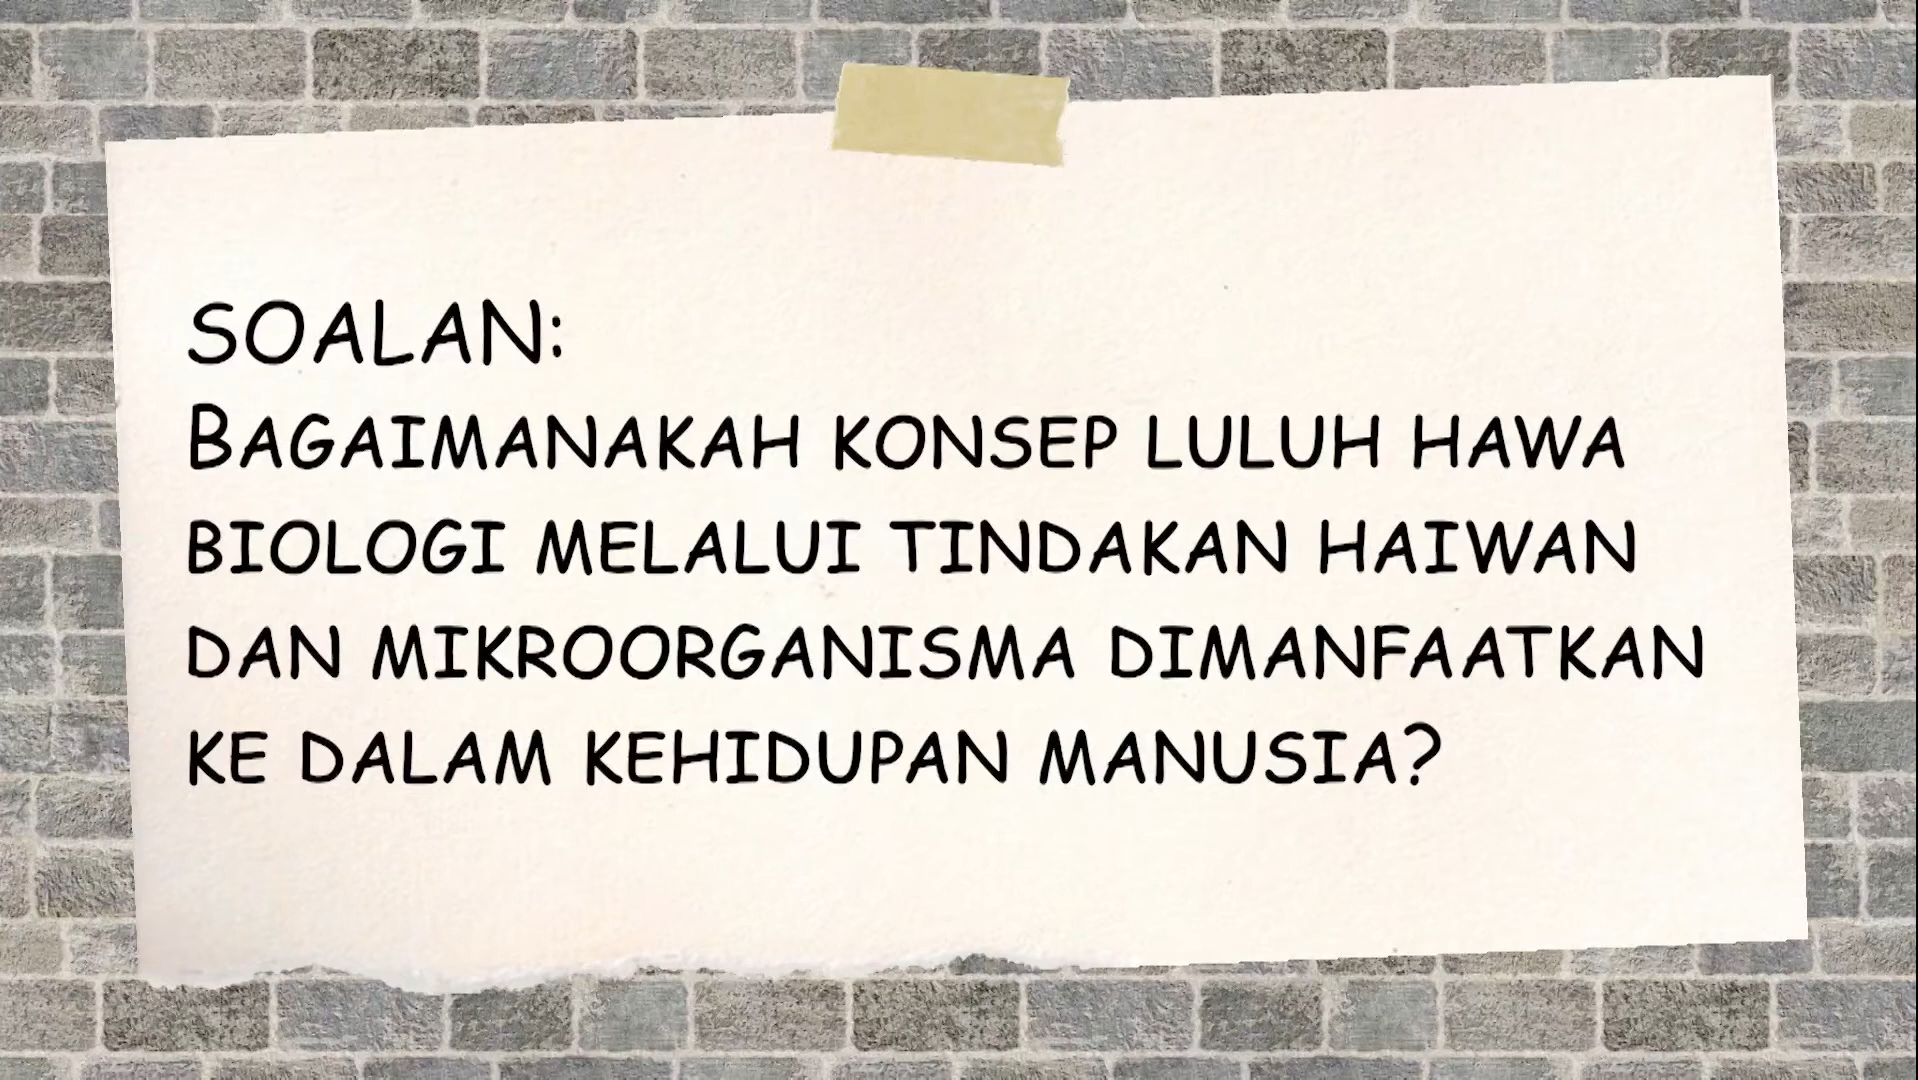 SOALAN:
BAGAIMANAKAH KONSEP LULUH HAWA
BIOLOGI MELALUI TINDAKAN HAIWAN
DAN MIKROORGANISMA DIMANFAATKAN
KE DALAM KEHIDUPAN MANUSIA?